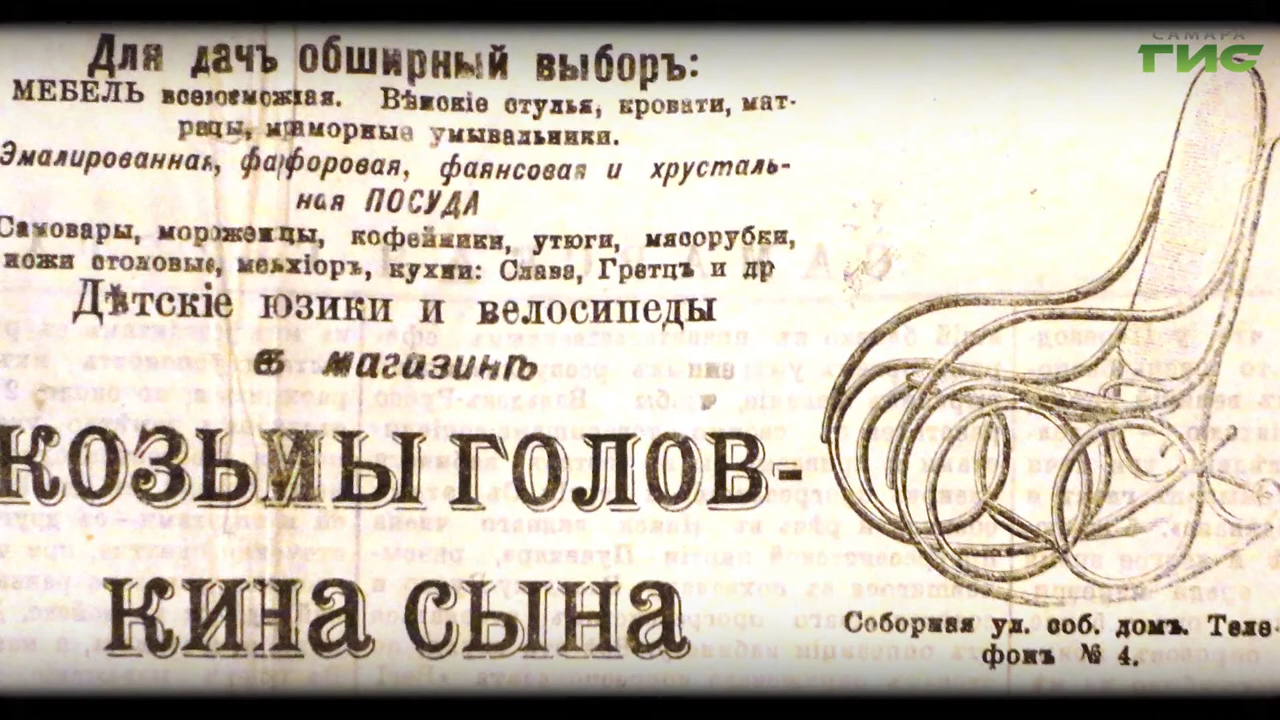 САМАРА
ГИС
Для дачъ обширный выборъ:
МЕБЕЛЬ всевозможная. Вѣнскіе стулья, кровати, мат-
рацы, мраморные умывальники.
Эмалированная, фарфоровая, фаянсовая и хрусталь-
ная ПОСУДА
Самовары, мороженицы, кофейники, утюги, мясорубки,
ножи столовые, мельхіоръ, кухни: Слава, Гретцъ и др
Дѣтскіе юзики и велосипеды
в магазинѣ
КОЗЬМЫ ГОЛОВ-
КИНА СЫНА
Соборная ул. соб. домъ. Теле-
фонъ № 4.